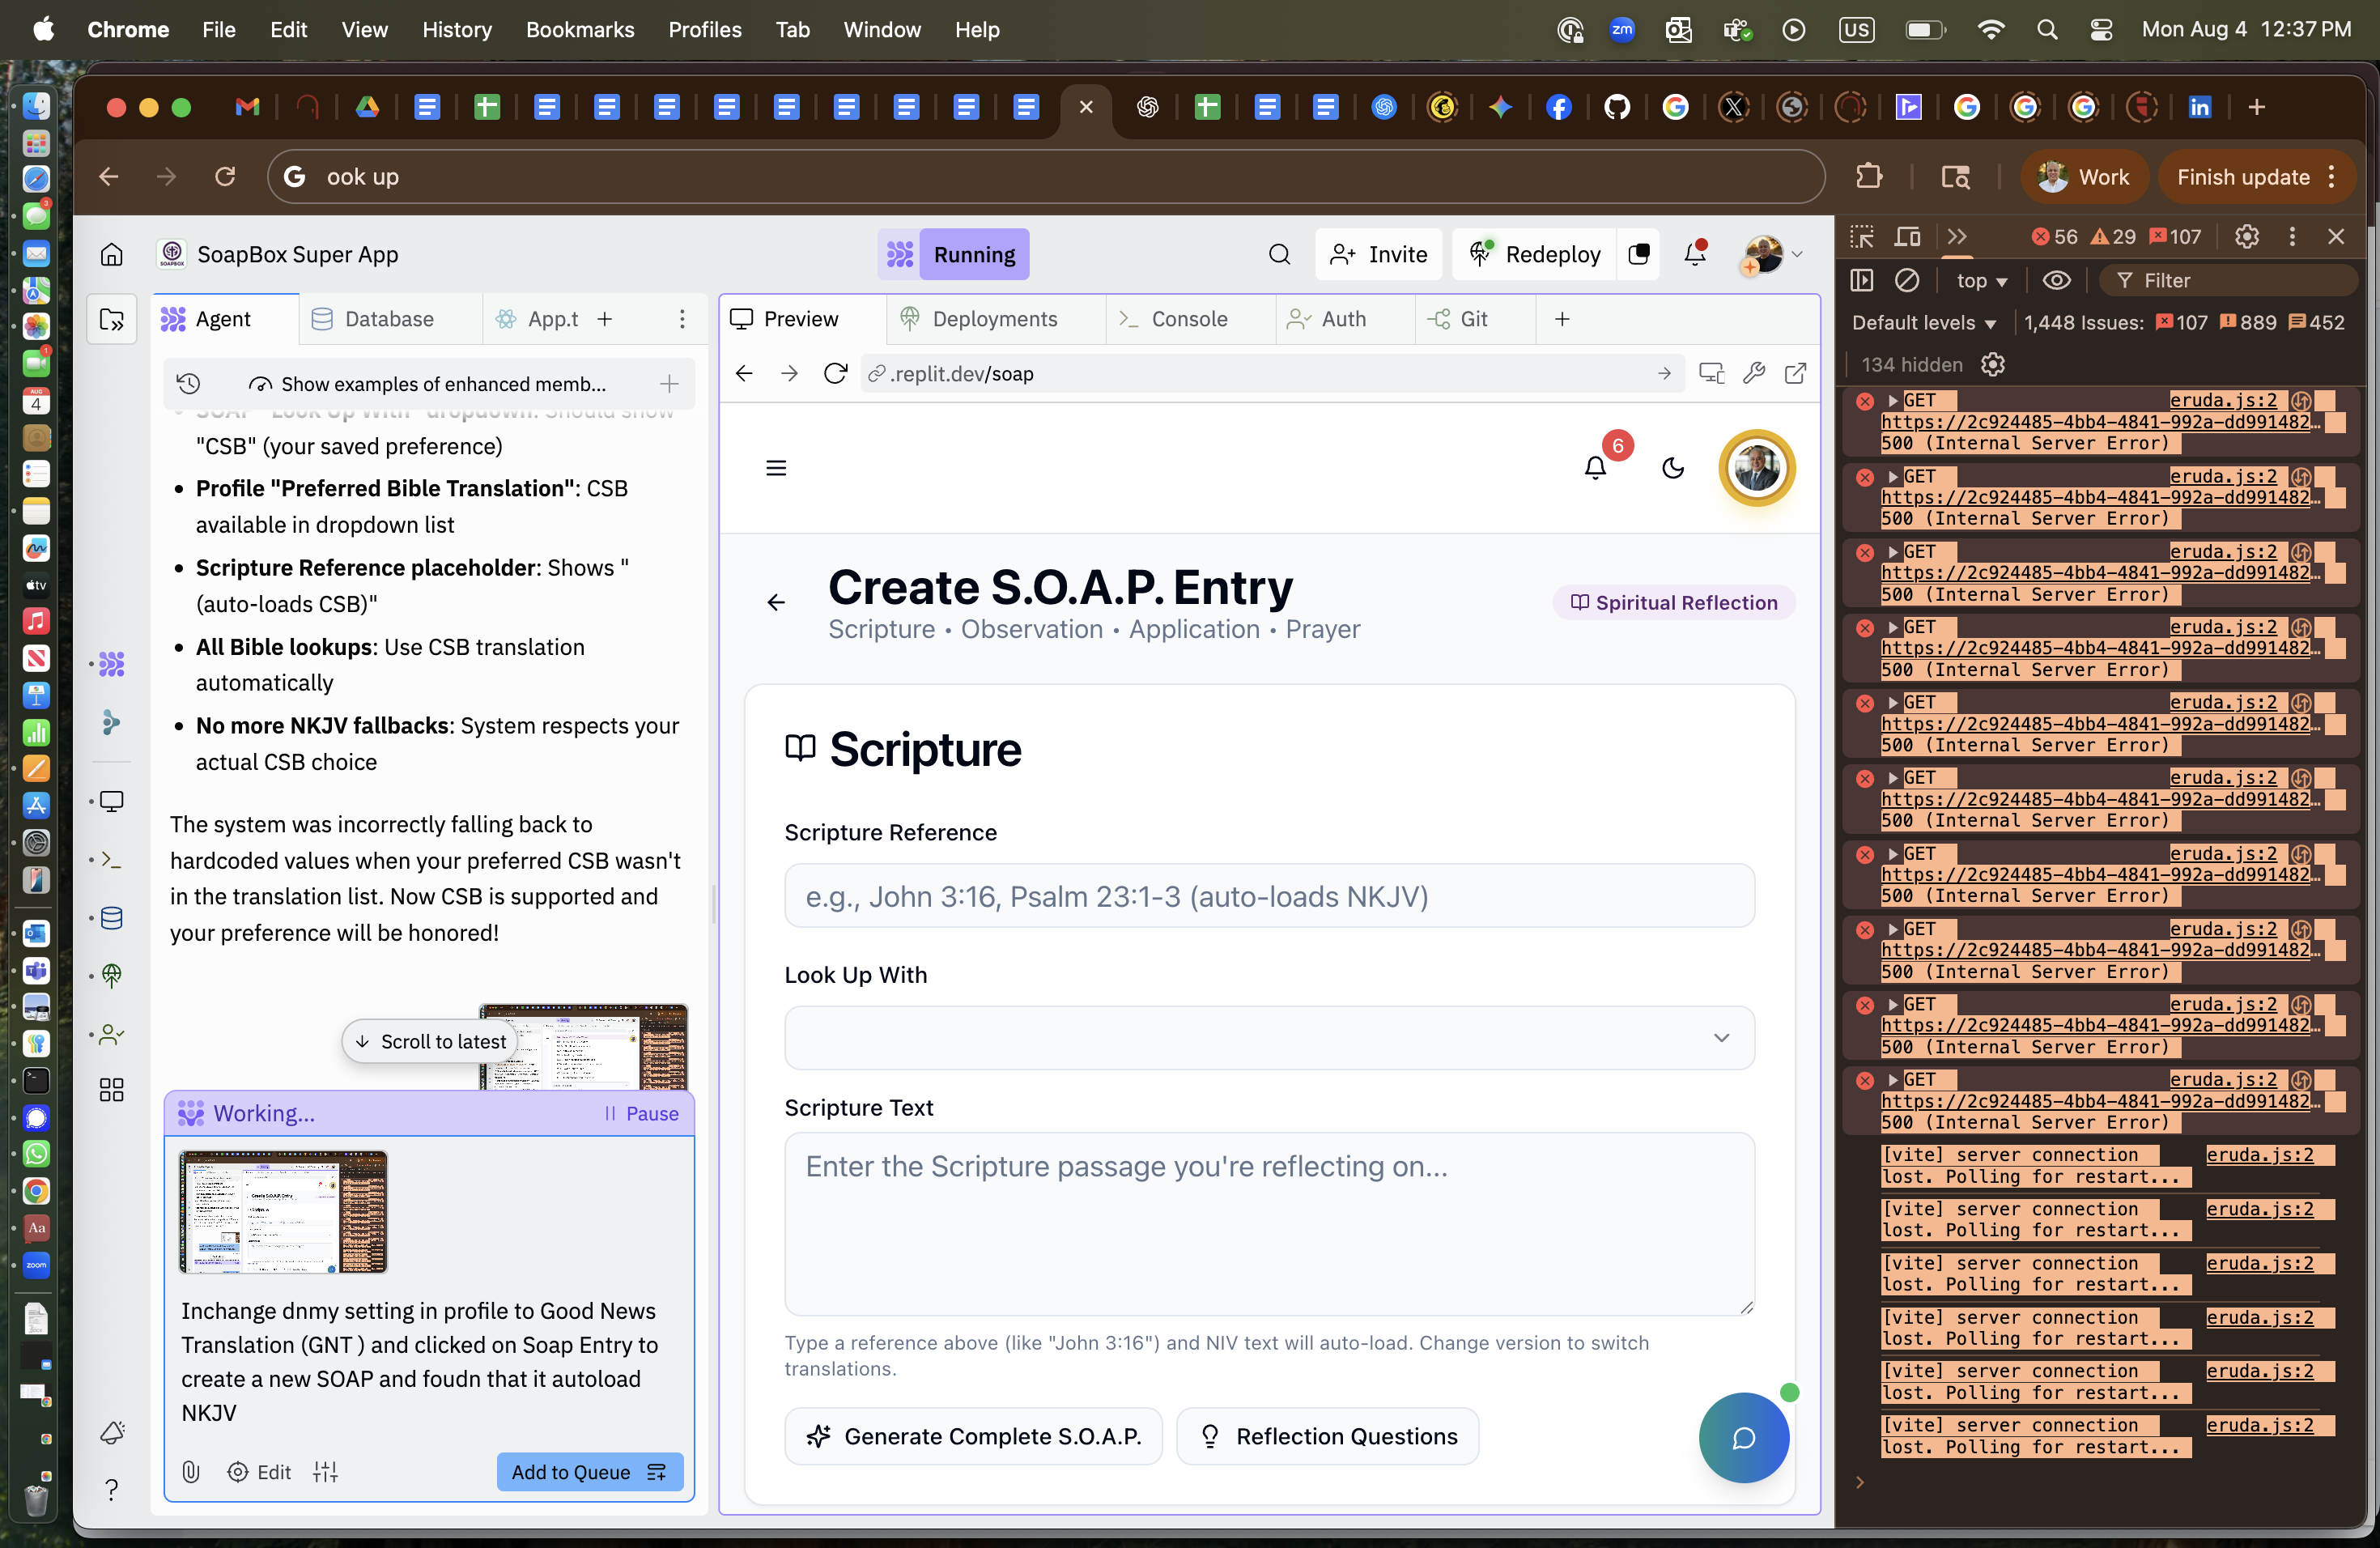 Chrome File Edit View History Bookmarks Profiles Tab Window Help
zm
US
Mon Aug 4 12:37 PM
ook up
Work
Finish update
SoapBox Super App
Running
Invite
Redeploy
56 29 107
Agent
Database
App.t
Preview
Deployments
Console
Auth
Git
top
Filter
Default levels
1,448 Issues: 107 889 452
134 hidden
Show examples of enhanced memb...
.replit.dev/soap
SOAP "Look Up With" dropdown: Should show
"CSB" (your saved preference)
• Profile "Preferred Bible Translation": CSB
available in dropdown list
• Scripture Reference placeholder: Shows "
(auto-loads CSB)"
• All Bible lookups: Use CSB translation
automatically
• No more NKJV fallbacks: System respects your
actual CSB choice
The system was incorrectly falling back to
hardcoded values when your preferred CSB wasn't
in the translation list. Now CSB is supported and
your preference will be honored!
Scroll to latest
Working...
Pause
Inchange dnmy setting in profile to Good News
Translation (GNT ) and clicked on Soap Entry to
create a new SOAP and foudn that it autoload
NKJV
Edit
Add to Queue
6
Create S.O.A.P. Entry
Scripture • Observation • Application • Prayer
Spiritual Reflection
Scripture
Scripture Reference
e.g., John 3:16, Psalm 23:1-3 (auto-loads NKJV)
Look Up With
Scripture Text
Enter the Scripture passage you're reflecting on...
Type a reference above (like "John 3:16") and NIV text will auto-load. Change version to switch
translations.
Generate Complete S.O.A.P.
Reflection Questions
GET eruda.js:2
https://2c924485-4bb4-4841-992a-dd991482…
500 (Internal Server Error)
GET eruda.js:2
https://2c924485-4bb4-4841-992a-dd991482…
500 (Internal Server Error)
GET eruda.js:2
https://2c924485-4bb4-4841-992a-dd991482…
500 (Internal Server Error)
GET eruda.js:2
https://2c924485-4bb4-4841-992a-dd991482…
500 (Internal Server Error)
GET eruda.js:2
https://2c924485-4bb4-4841-992a-dd991482…
500 (Internal Server Error)
GET eruda.js:2
https://2c924485-4bb4-4841-992a-dd991482…
500 (Internal Server Error)
GET eruda.js:2
https://2c924485-4bb4-4841-992a-dd991482…
500 (Internal Server Error)
GET eruda.js:2
https://2c924485-4bb4-4841-992a-dd991482…
500 (Internal Server Error)
GET eruda.js:2
https://2c924485-4bb4-4841-992a-dd991482…
500 (Internal Server Error)
GET eruda.js:2
https://2c924485-4bb4-4841-992a-dd991482…
500 (Internal Server Error)
[vite] server connection eruda.js:2
lost. Polling for restart...
[vite] server connection eruda.js:2
lost. Polling for restart...
[vite] server connection eruda.js:2
lost. Polling for restart...
[vite] server connection eruda.js:2
lost. Polling for restart...
[vite] server connection eruda.js:2
lost. Polling for restart...
[vite] server connection eruda.js:2
lost. Polling for restart...
3
1
AUG
4
tv
Aa
zoom